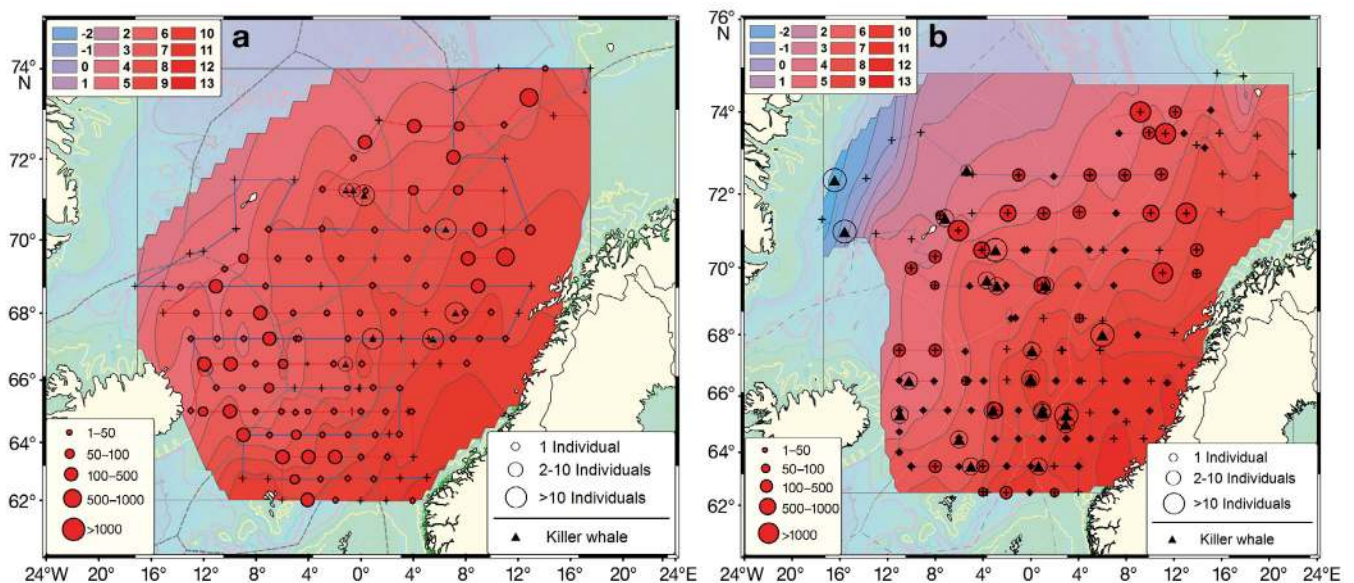 a
-2 2 6 10
-1 3 7 11
0 4 8 12
1 5 9 13
74°
N
72°
70°
68°
66°
64°
62°
1–50
50–100
100–500
500–1000
>1000
1 Individual
2-10 Individuals
>10 Individuals
Killer whale
24°W 20° 16° 12° 8° 4° 0° 4° 8° 12° 16° 20° 24°
76°
N
b
-2 2 6 10
-1 3 7 11
0 4 8 12
1 5 9 13
74°
72°
70°
68°
66°
64°
62°
1–50
50–100
100–500
500–1000
>1000
1 Individual
2-10 Individuals
>10 Individuals
Killer whale
24°W 20° 16° 12° 8° 4° 0° 4° 8° 12° 16° 20° 24°E